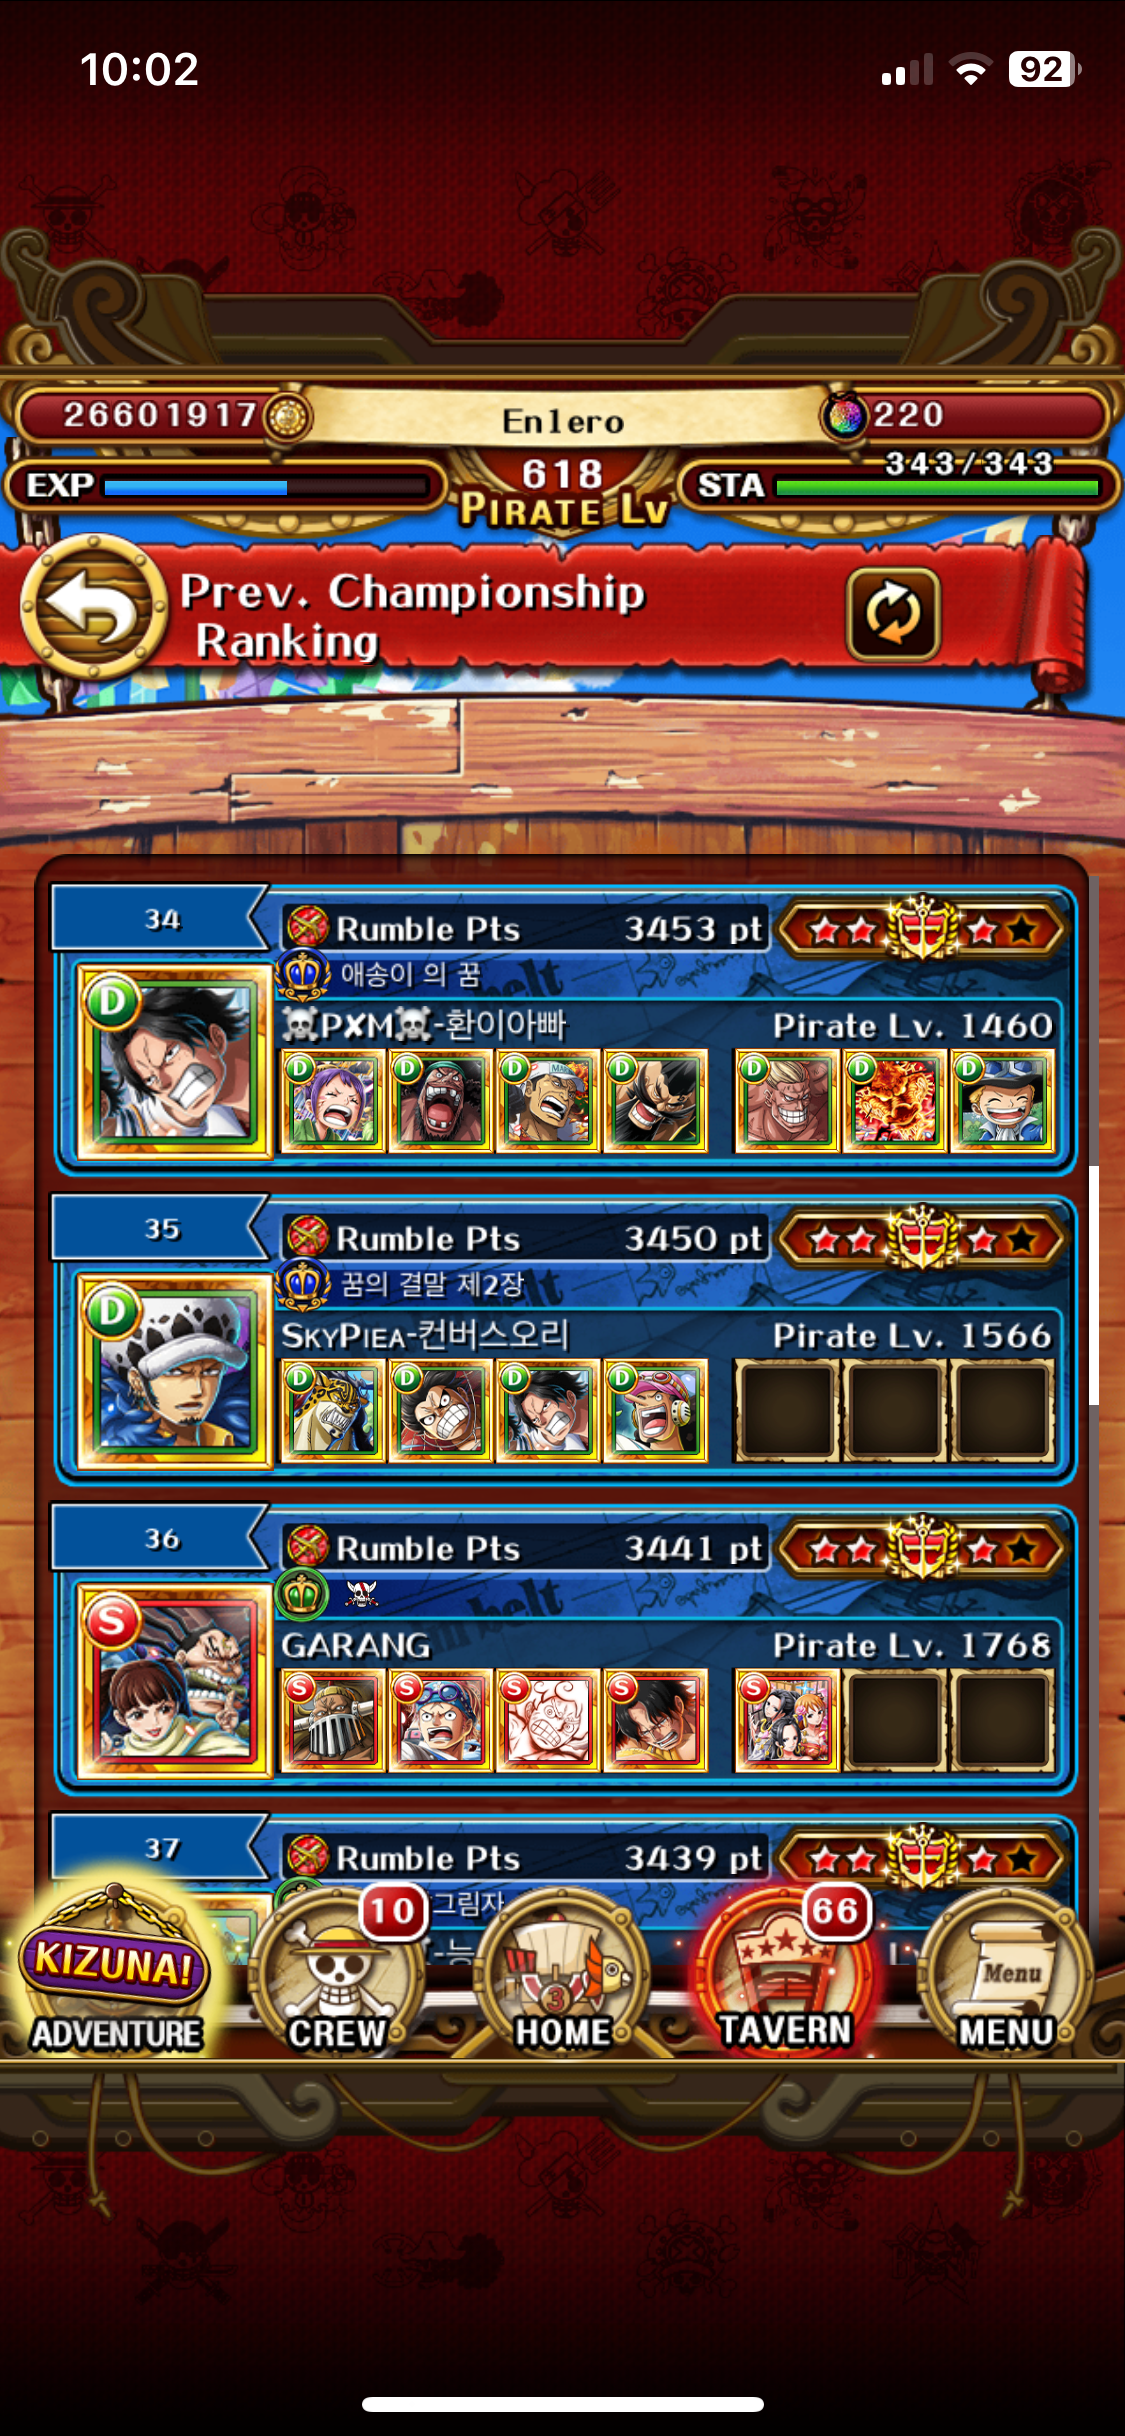 10:02
92
26601917
En1ero
220
EXP
618
PIRATE LV
STA
343/343
Prev. Championship
Ranking
34
Rumble Pts 3453 pt
애송이 의 꿈
☠P✘M☠-환이아빠 Pirate Lv. 1460
D
D D D D D D D
35
Rumble Pts 3450 pt
꿈의 결말 제2장
SKYPIEA-컨버스오리 Pirate Lv. 1566
D
D D D D
36
Rumble Pts 3441 pt
GARANG Pirate Lv. 1768
S
S S S S S
37
Rumble Pts 3439 pt
그림자
KIZUNA!
ADVENTURE
10
CREW
3
HOME
66
TAVERN
Menu
MENU